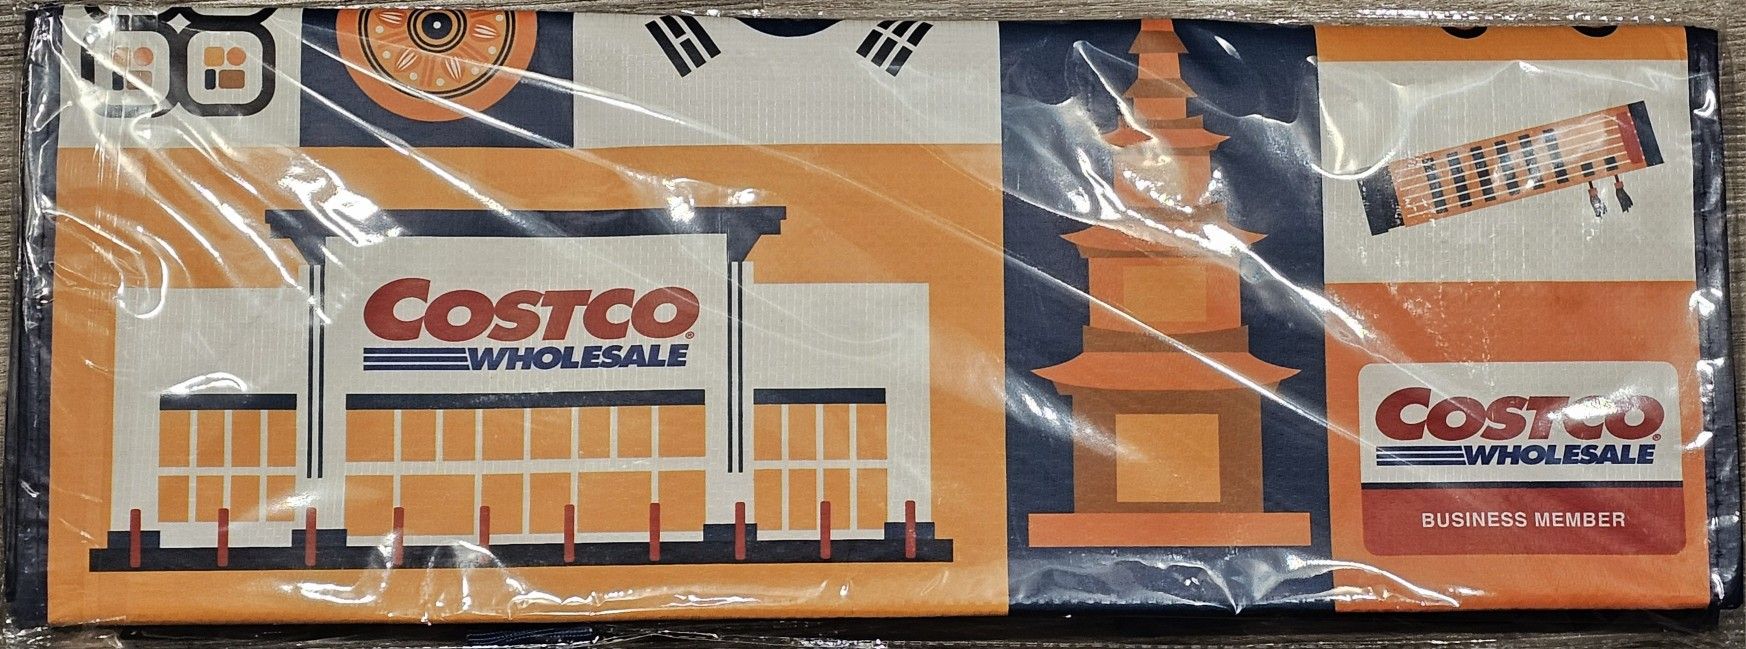 COSTCO®
WHOLESALE
COSTCO®
WHOLESALE
BUSINESS MEMBER